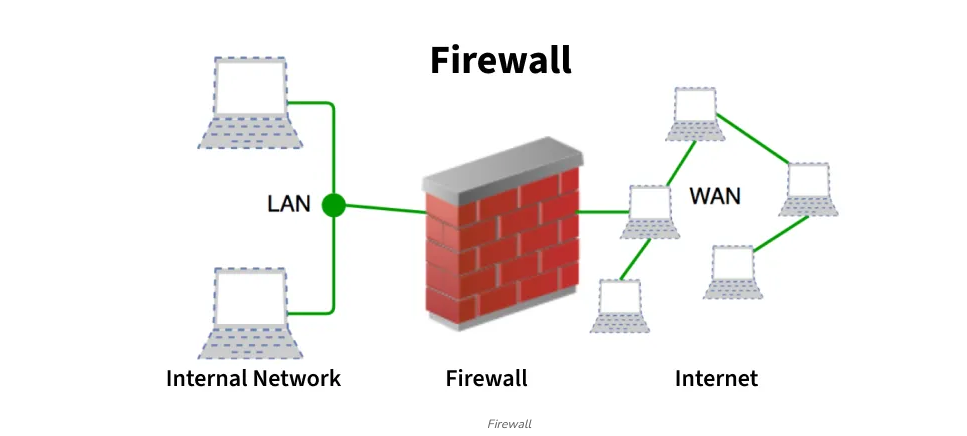 Firewall
LAN
WAN
Internal Network
Firewall
Internet
Firewall